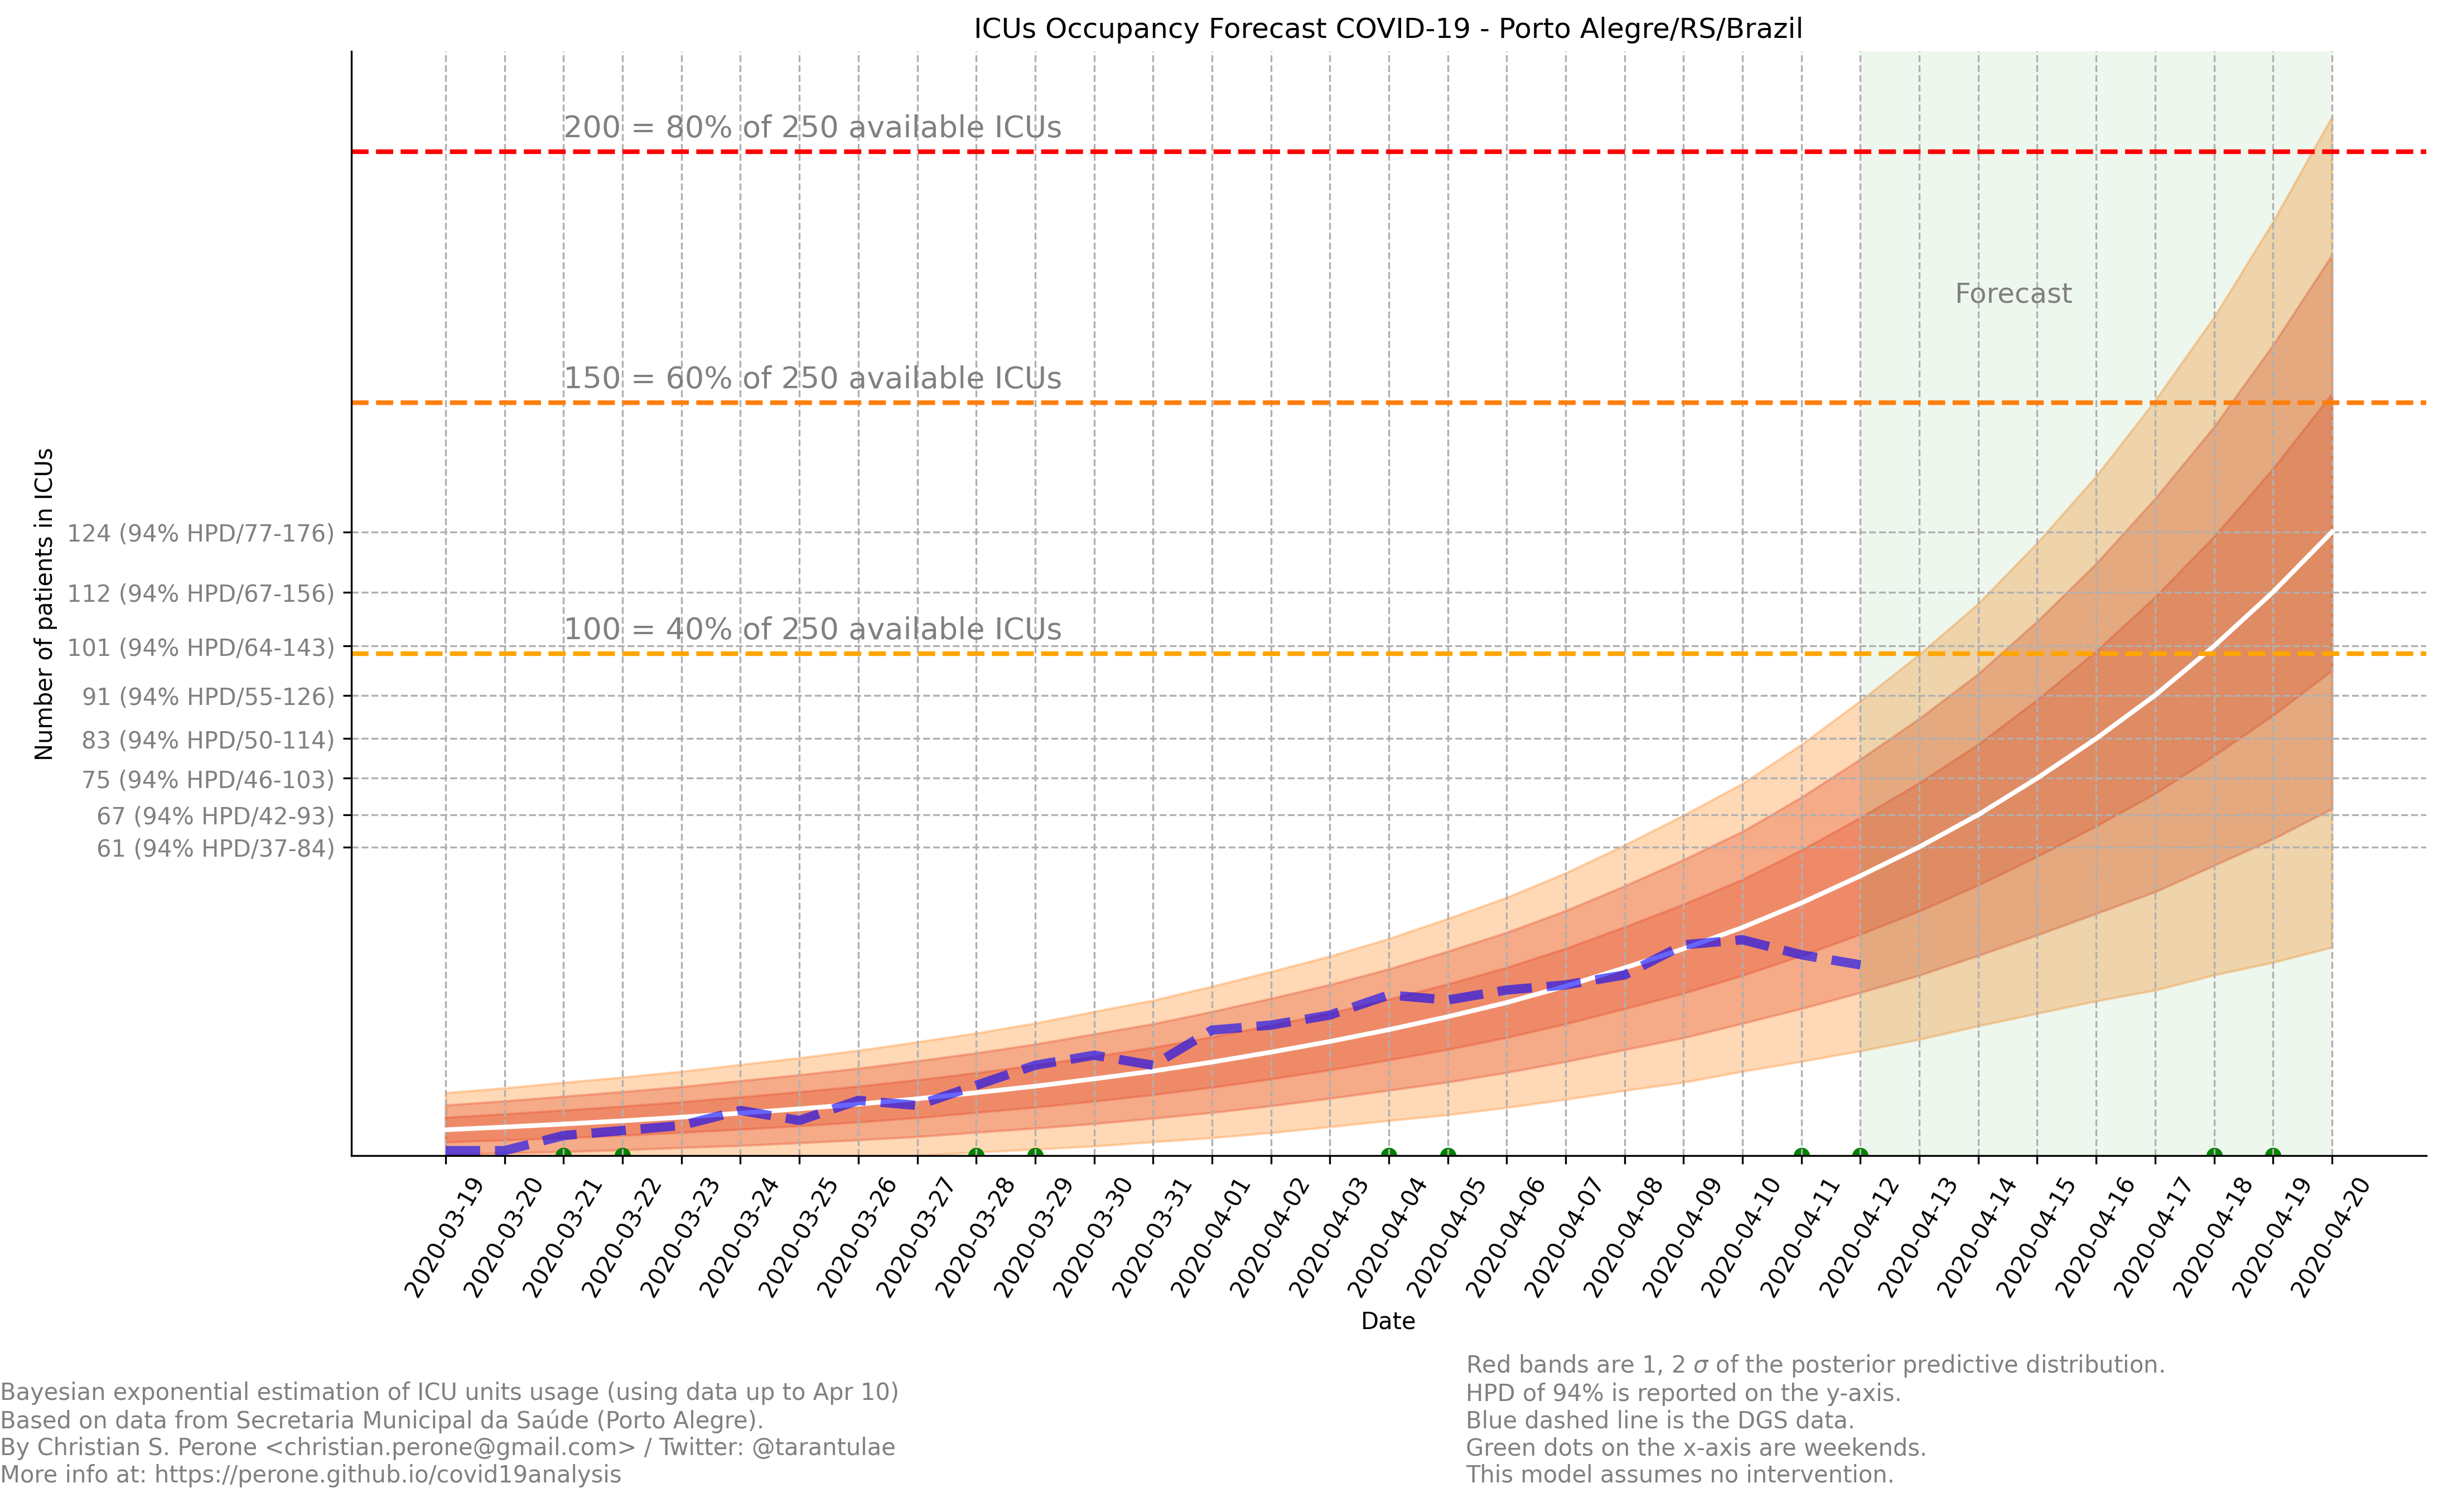 ICUs Occupancy Forecast COVID-19 - Porto Alegre/RS/Brazil
200 = 80% of 250 available ICUs
Forecast
150 = 60% of 250 available ICUs
100 = 40% of 250 available ICUs
Number of patients in ICUs
124 (94% HPD/77-176)
112 (94% HPD/67-156)
101 (94% HPD/64-143)
91 (94% HPD/55-126)
83 (94% HPD/50-114)
75 (94% HPD/46-103)
67 (94% HPD/42-93)
61 (94% HPD/37-84)
2020-03-19
2020-03-20
2020-03-21
2020-03-22
2020-03-23
2020-03-24
2020-03-25
2020-03-26
2020-03-27
2020-03-28
2020-03-29
2020-03-30
2020-03-31
2020-04-01
2020-04-02
2020-04-03
2020-04-04
2020-04-05
2020-04-06
2020-04-07
2020-04-08
2020-04-09
2020-04-10
2020-04-11
2020-04-12
2020-04-13
2020-04-14
2020-04-15
2020-04-16
2020-04-17
2020-04-18
2020-04-19
2020-04-20
Date
Bayesian exponential estimation of ICU units usage (using data up to Apr 10)
Based on data from Secretaria Municipal da Saúde (Porto Alegre).
By Christian S. Perone <christian.perone@gmail.com> / Twitter: @tarantulae
More info at: https://perone.github.io/covid19analysis
Red bands are 1, 2 σ of the posterior predictive distribution.
HPD of 94% is reported on the y-axis.
Blue dashed line is the DGS data.
Green dots on the x-axis are weekends.
This model assumes no intervention.